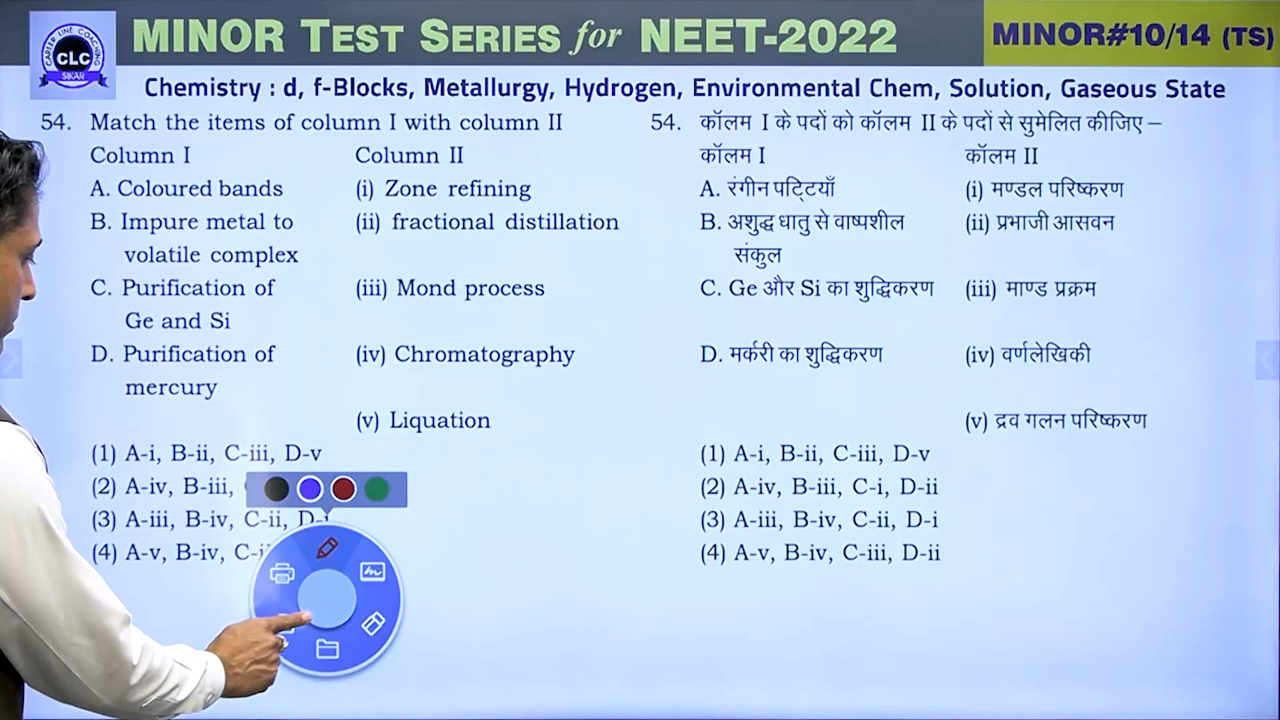 CAREER LINE COACHING
CLC
SIKAR
MINOR TEST SERIES for NEET-2022
MINOR#10/14 (TS)
Chemistry : d, f-Blocks, Metallurgy, Hydrogen, Environmental Chem, Solution, Gaseous State
54. Match the items of column I with column II
Column I Column II
A. Coloured bands (i) Zone refining
B. Impure metal to (ii) fractional distillation
volatile complex
C. Purification of (iii) Mond process
Ge and Si
D. Purification of (iv) Chromatography
mercury
(v) Liquation
(1) A-i, B-ii, C-iii, D-v
(2) A-iv, B-iii,
(3) A-iii, B-iv, C-ii, D-i
(4) A-v, B-iv,
54. कॉलम I के पदों को कॉलम II के पदों से सुमेलित कीजिए –
कॉलम I कॉलम II
A. रंगीन पट्टियाँ (i) मण्डल परिष्करण
B. अशुद्ध धातु से वाष्पशील (ii) प्रभाजी आसवन
संकुल
C. Ge और Si का शुद्धिकरण (iii) माण्ड प्रक्रम
D. मर्करी का शुद्धिकरण (iv) वर्णलेखिकी
(v) द्रव गलन परिष्करण
(1) A-i, B-ii, C-iii, D-v
(2) A-iv, B-iii, C-i, D-ii
(3) A-iii, B-iv, C-ii, D-i
(4) A-v, B-iv, C-iii, D-ii